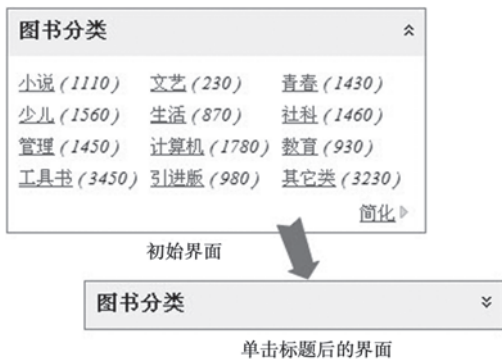 图书分类
小说 (1110) 文艺 (230) 青春 (1430)
少儿 (1560) 生活 (870) 社科 (1460)
管理 (1450) 计算机 (1780) 教育 (930)
工具书 (3450) 引进版 (980) 其它类 (3230)
简化
初始界面
图书分类
单击标题后的界面